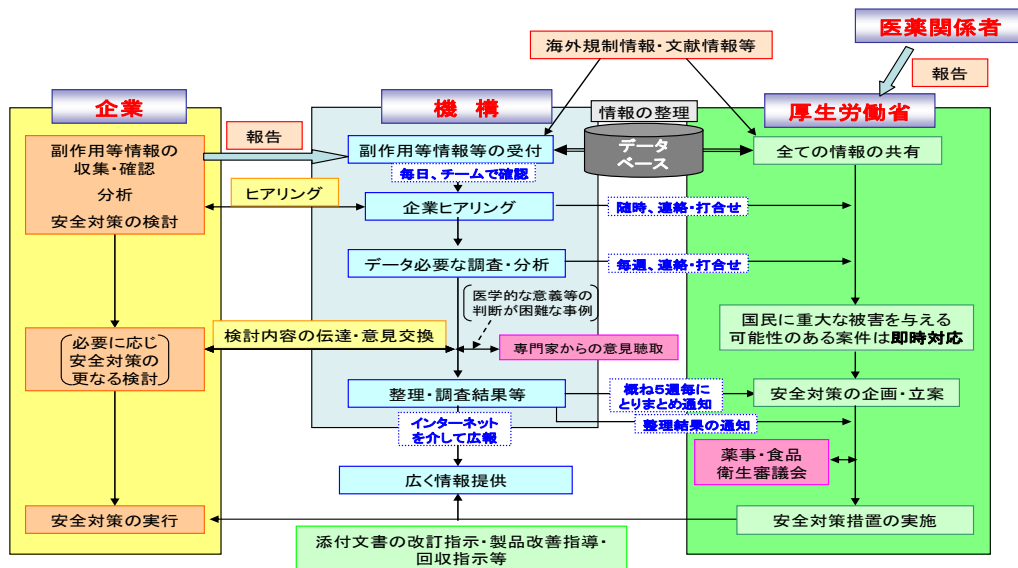 医薬関係者
海外規制情報・文献情報等
報告
企業
機構
情報の整理
厚生労働省
副作用等情報の
収集・確認
分析
安全対策の検討
報告
副作用等情報等の受付
データ
ベース
全ての情報の共有
毎日、チームで確認
ヒアリング
企業ヒアリング
随時、連絡・打合せ
データ必要な調査・分析
毎週、連絡・打合せ
医学的な意義等の
判断が困難な事例
国民に重大な被害を与える
可能性のある案件は即時対応
検討内容の伝達・意見交換
必要に応じ
安全対策の
更なる検討
専門家からの意見聴取
整理・調査結果等
概ね5週毎に
とりまとめ通知
安全対策の企画・立案
インターネット
を介して広報
整理結果の通知
薬事・食品
衛生審議会
広く情報提供
安全対策の実行
安全対策措置の実施
添付文書の改訂指示・製品改善指導・
回収指示等